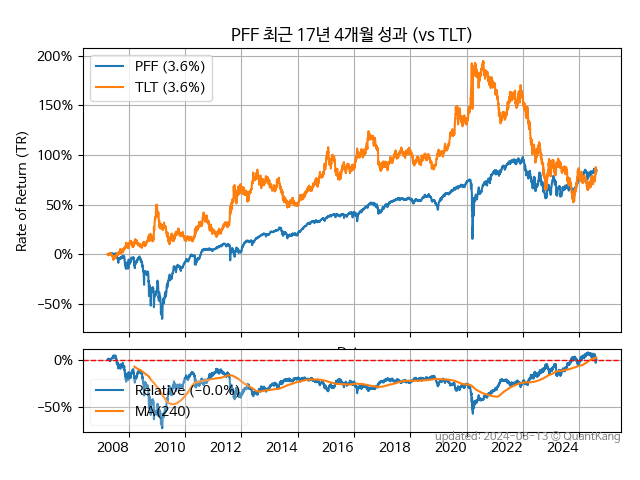 PFF 최근 17년 4개월 성과 (vs TLT)
Rate of Return (TR)
200%
150%
100%
50%
0%
−50%
PFF (3.6%)
TLT (3.6%)
0%
−50%
Relative (−0.0%)
MA(240)
2008 2010 2012 2014 2016 2018 2020 2022 2024
updated: 2024-08-13 © QuantKang